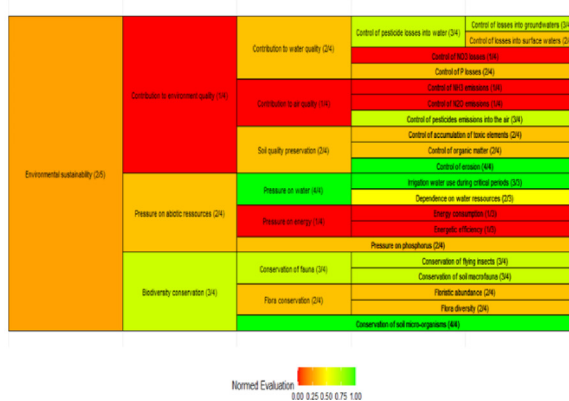 Environmental sustainability (2/5)
Contribution to environment quality (1/4)
Pressure on abiotic ressources (2/4)
Biodiversity conservation (3/4)
Contribution to water quality (2/4)
Contribution to air quality (1/4)
Soil quality preservation (2/4)
Pressure on water (4/4)
Pressure on energy (1/4)
Pressure on phosphorus (2/4)
Conservation of fauna (3/4)
Flora conservation (2/4)
Conservation of soil micro-organisms (4/4)
Control of pesticide losses into water (3/4)
Control of NO3 losses (1/4)
Control of P losses (2/4)
Control of NH3 emissions (1/4)
Control of N2O emissions (1/4)
Control of pesticides emissions into the air (3/4)
Control of accumulation of toxic elements (2/4)
Control of organic matter (2/4)
Control of erosion (4/4)
Irrigation water use during critical periods (3/3)
Dependence on water ressources (2/3)
Energy consumption (1/3)
Energetic efficiency (1/3)
Conservation of flying insects (3/4)
Conservation of soil macrofauna (3/4)
Floristic abundance (2/4)
Flora diversity (2/4)
Control of losses into groundwaters (3/4
Control of losses into surface waters (2/
Normed Evaluation
0.00 0.25 0.50 0.75 1.00